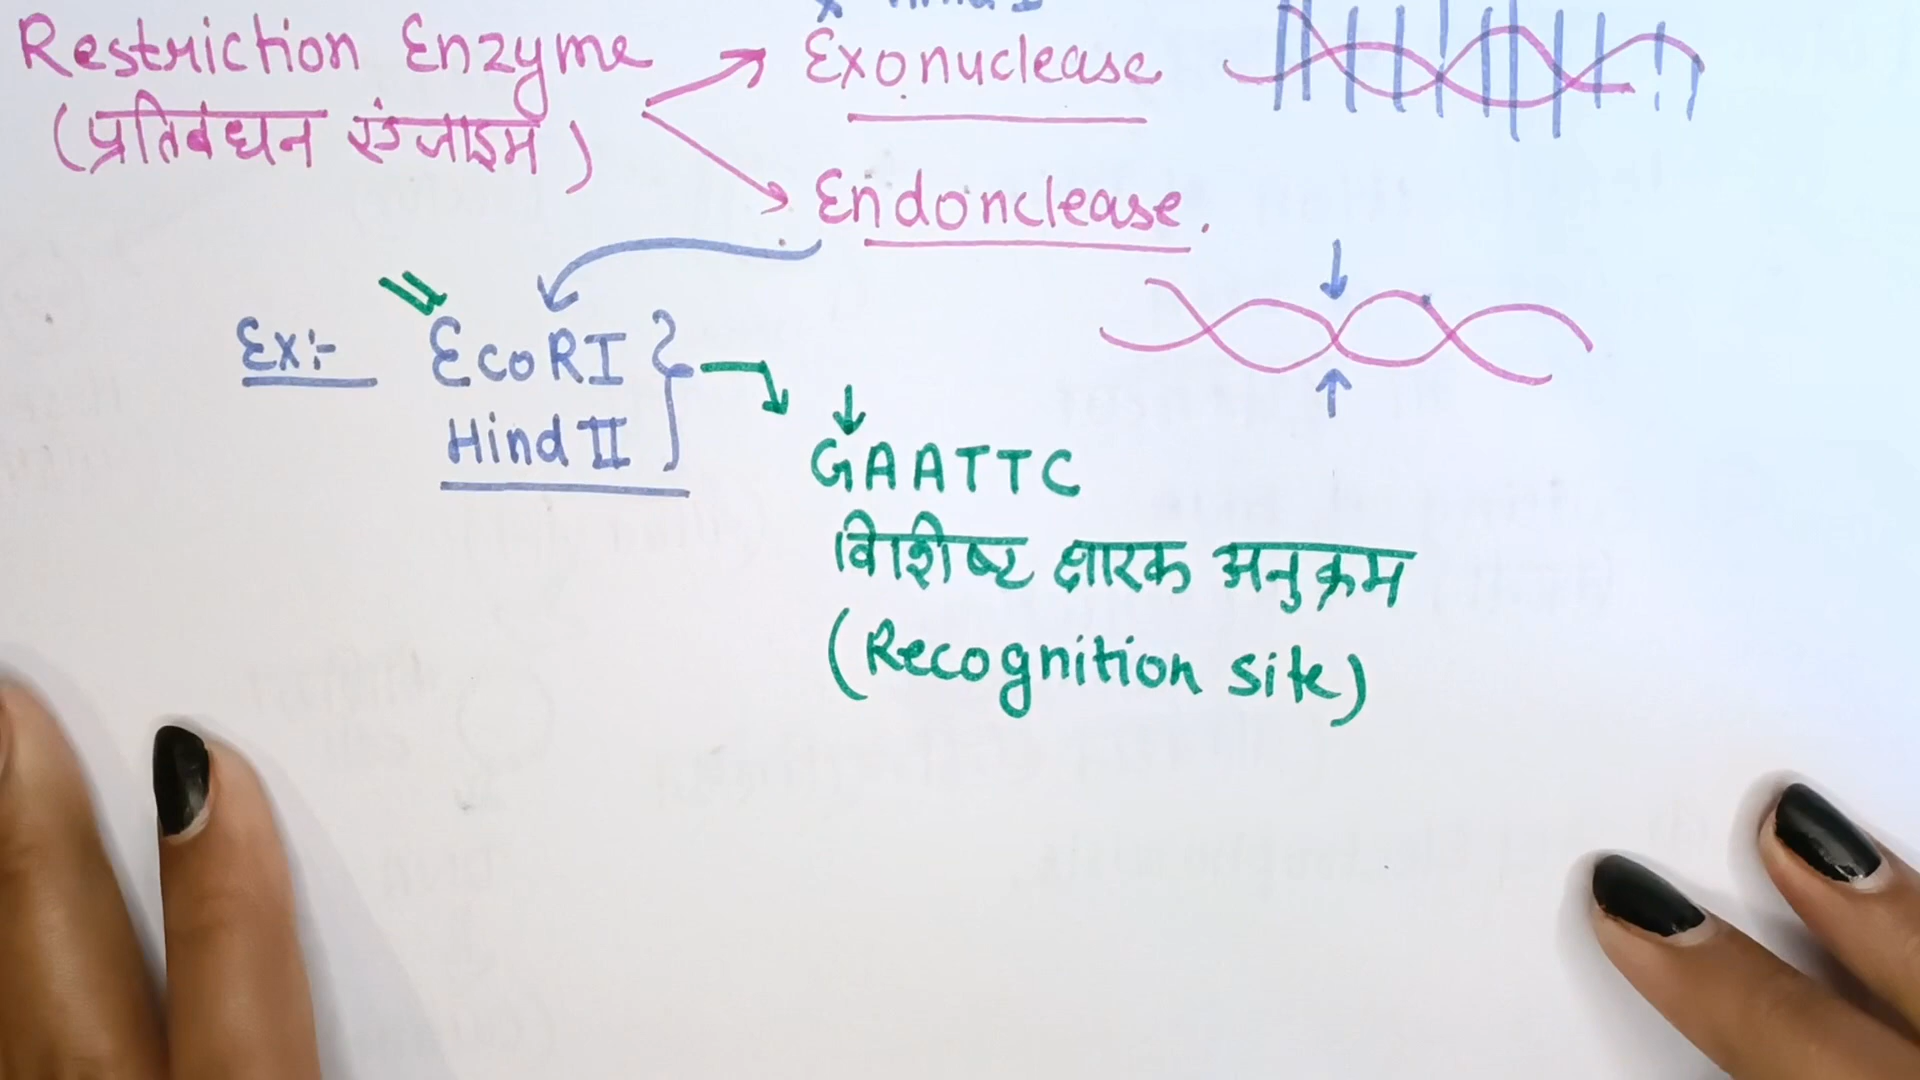 Restriction Enzyme
(प्रतिबंधन एंजाइम)
Exonuclease
Endonclease.
Ex:- EcoRI
Hind II
GAATTC
विशिष्ट क्षारक अनुक्रम
(Recognition site)